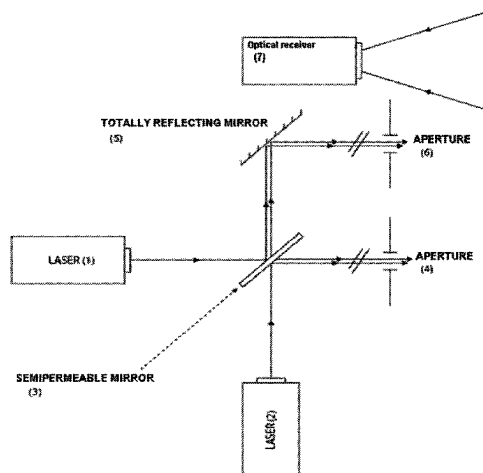 Optical receiver
(7)
TOTALLY REFLECTING MIRROR
(5)
APERTURE
(6)
LASER (1)
APERTURE
(4)
SEMIPERMEABLE MIRROR
(3)
LASER (2)